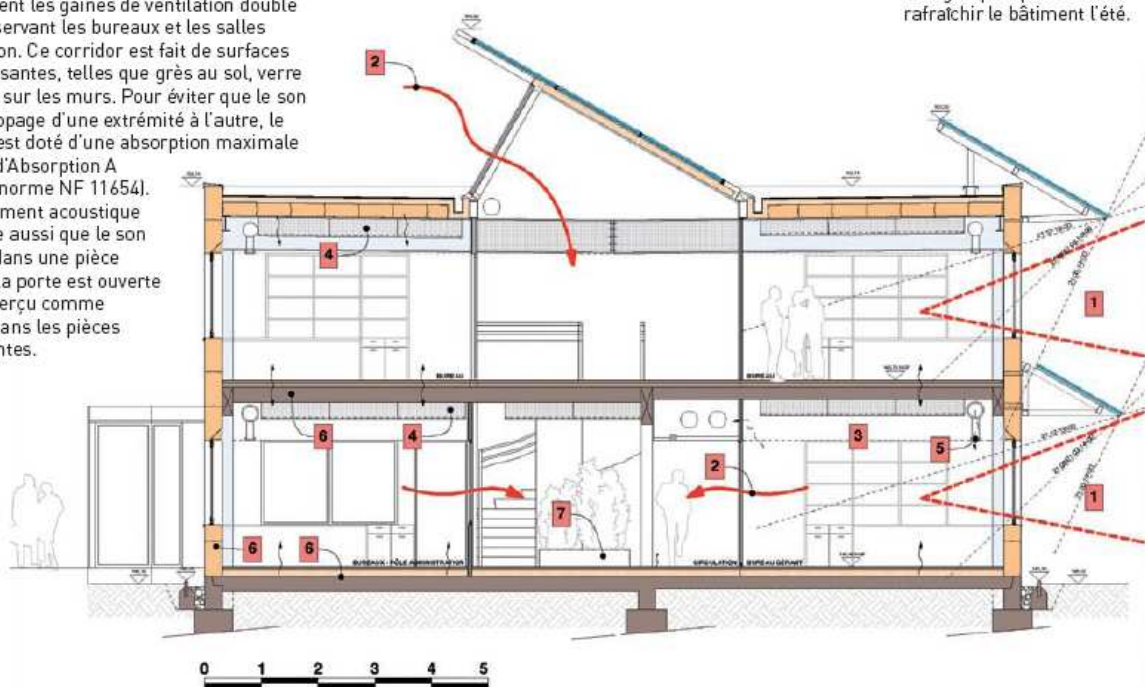 ent les gaines de ventilation double
servant les bureaux et les salles
on. Ce corridor est fait de surfaces
santes, telles que grès au sol, verre
sur les murs. Pour éviter que le son
opage d'une extrémité à l'autre, le
est doté d'une absorption maximale
d'Absorption A
norme NF 11654).
ment acoustique
e aussi que le son
dans une pièce
la porte est ouverte
erçu comme
ans les pièces
ntes.
rafraîchir le bâtiment l'été.
2
4
1
BUREAU
BUREAU
6
4
3
5
2
1
7
6
6
BUREAUX - PÔLE ADMINISTRATION
CIRCULATION
BUREAU GÉRANT
0 1 2 3 4 5